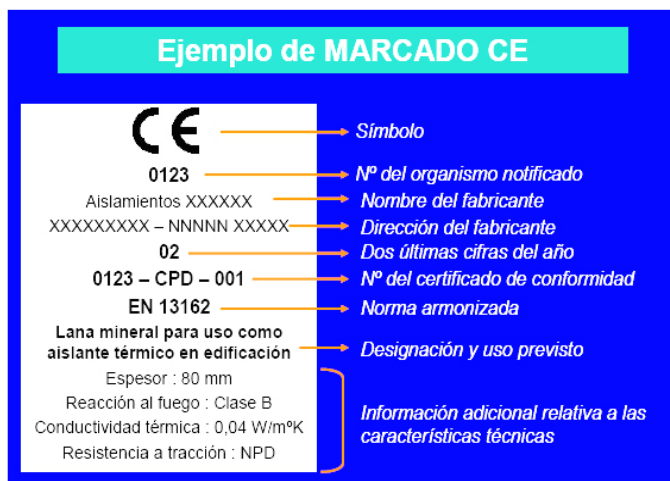 Ejemplo de MARCADO CE
CE
Símbolo
0123
Nº del organismo notificado
Aislamientos XXXXXX
Nombre del fabricante
XXXXXXXXX – NNNNN XXXXX
Dirección del fabricante
02
Dos últimas cifras del año
0123 – CPD – 001
Nº del certificado de conformidad
EN 13162
Norma armonizada
Lana mineral para uso como
aislante térmico en edificación
Designación y uso previsto
Espesor : 80 mm
Reacción al fuego : Clase B
Conductividad térmica : 0,04 W/mºK
Resistencia a tracción : NPD
Información adicional relativa a las
características técnicas